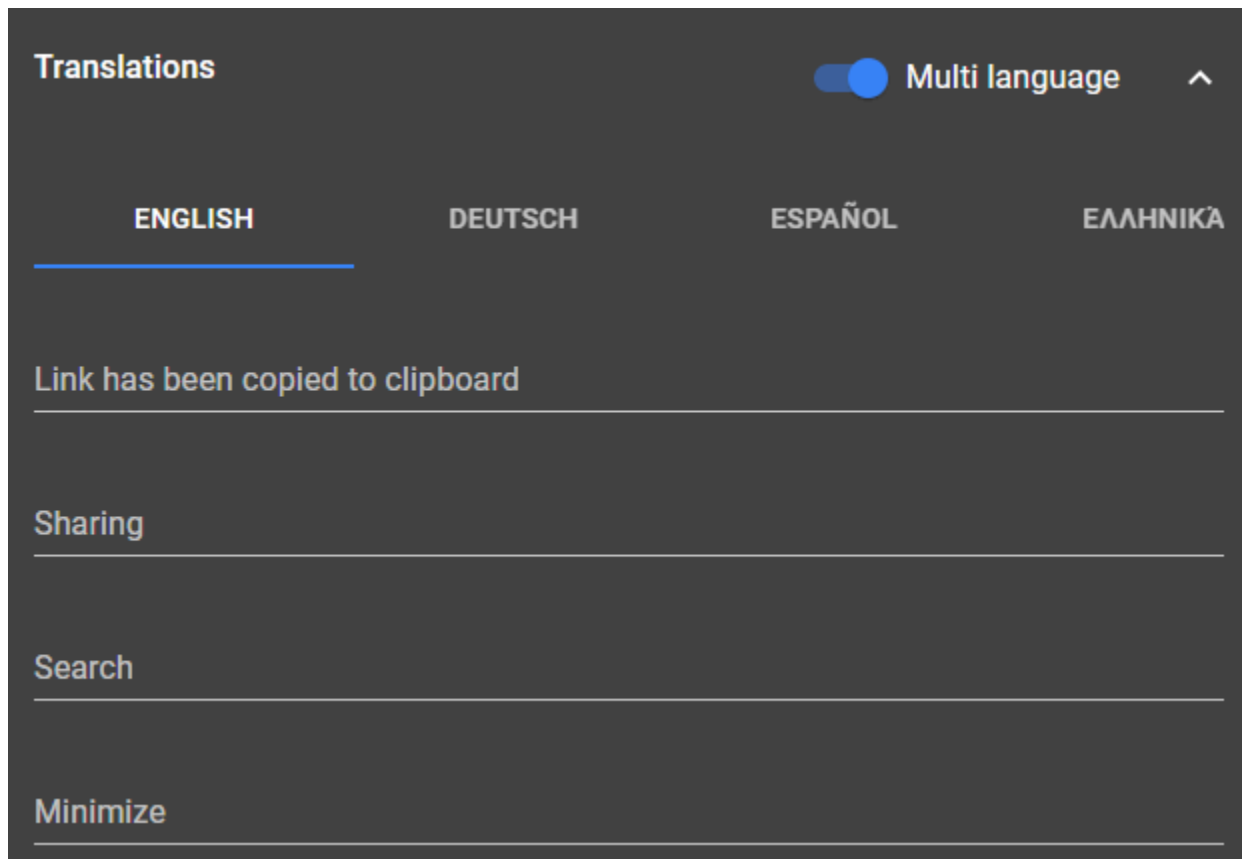 Translations Multi language
ENGLISH DEUTSCH ESPAÑOL ΕΛΛΗΝΙΚΆ
Link has been copied to clipboard
Sharing
Search
Minimize